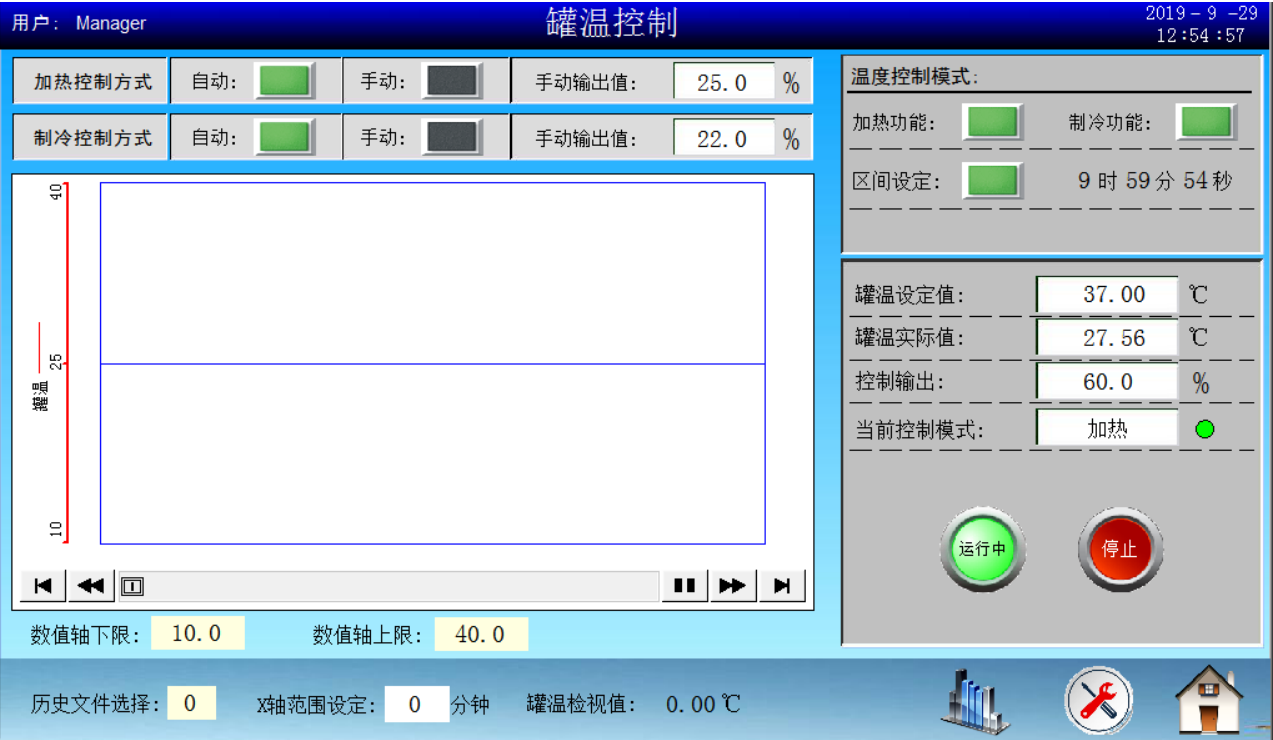 用户: Manager
罐温控制
2019-9-29
12:54:57
加热控制方式 自动: 手动: 手动输出值: 25.0 %
制冷控制方式 自动: 手动: 手动输出值: 22.0 %
40
25
10
罐温
数值轴下限: 10.0 数值轴上限: 40.0
温度控制模式:
加热功能: 制冷功能:
区间设定: 9 时 59 分 54 秒
罐温设定值: 37.00 ℃
罐温实际值: 27.56 ℃
控制输出: 60.0 %
当前控制模式: 加热
运行中 停止
历史文件选择: 0 X轴范围设定: 0 分钟 罐温检视值: 0.00℃